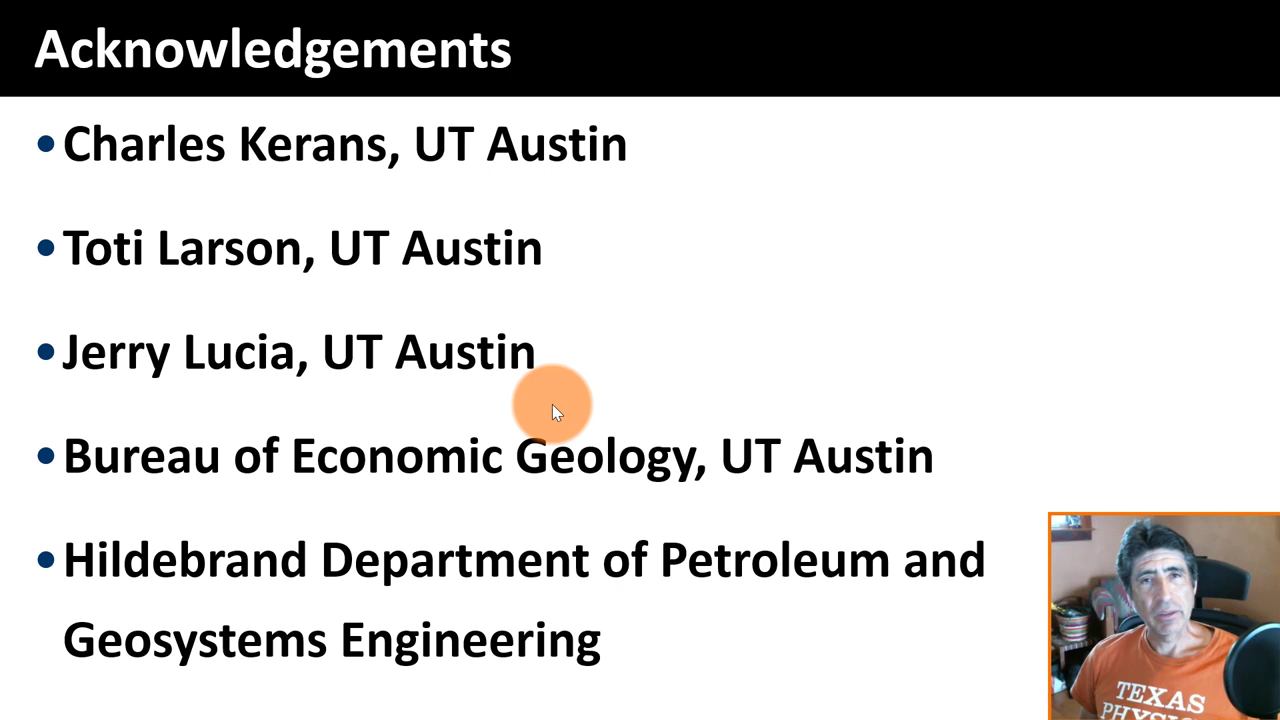 Acknowledgements
•Charles Kerans, UT Austin
•Toti Larson, UT Austin
•Jerry Lucia, UT Austin
•Bureau of Economic Geology, UT Austin
•Hildebrand Department of Petroleum and
Geosystems Engineering
TEXAS